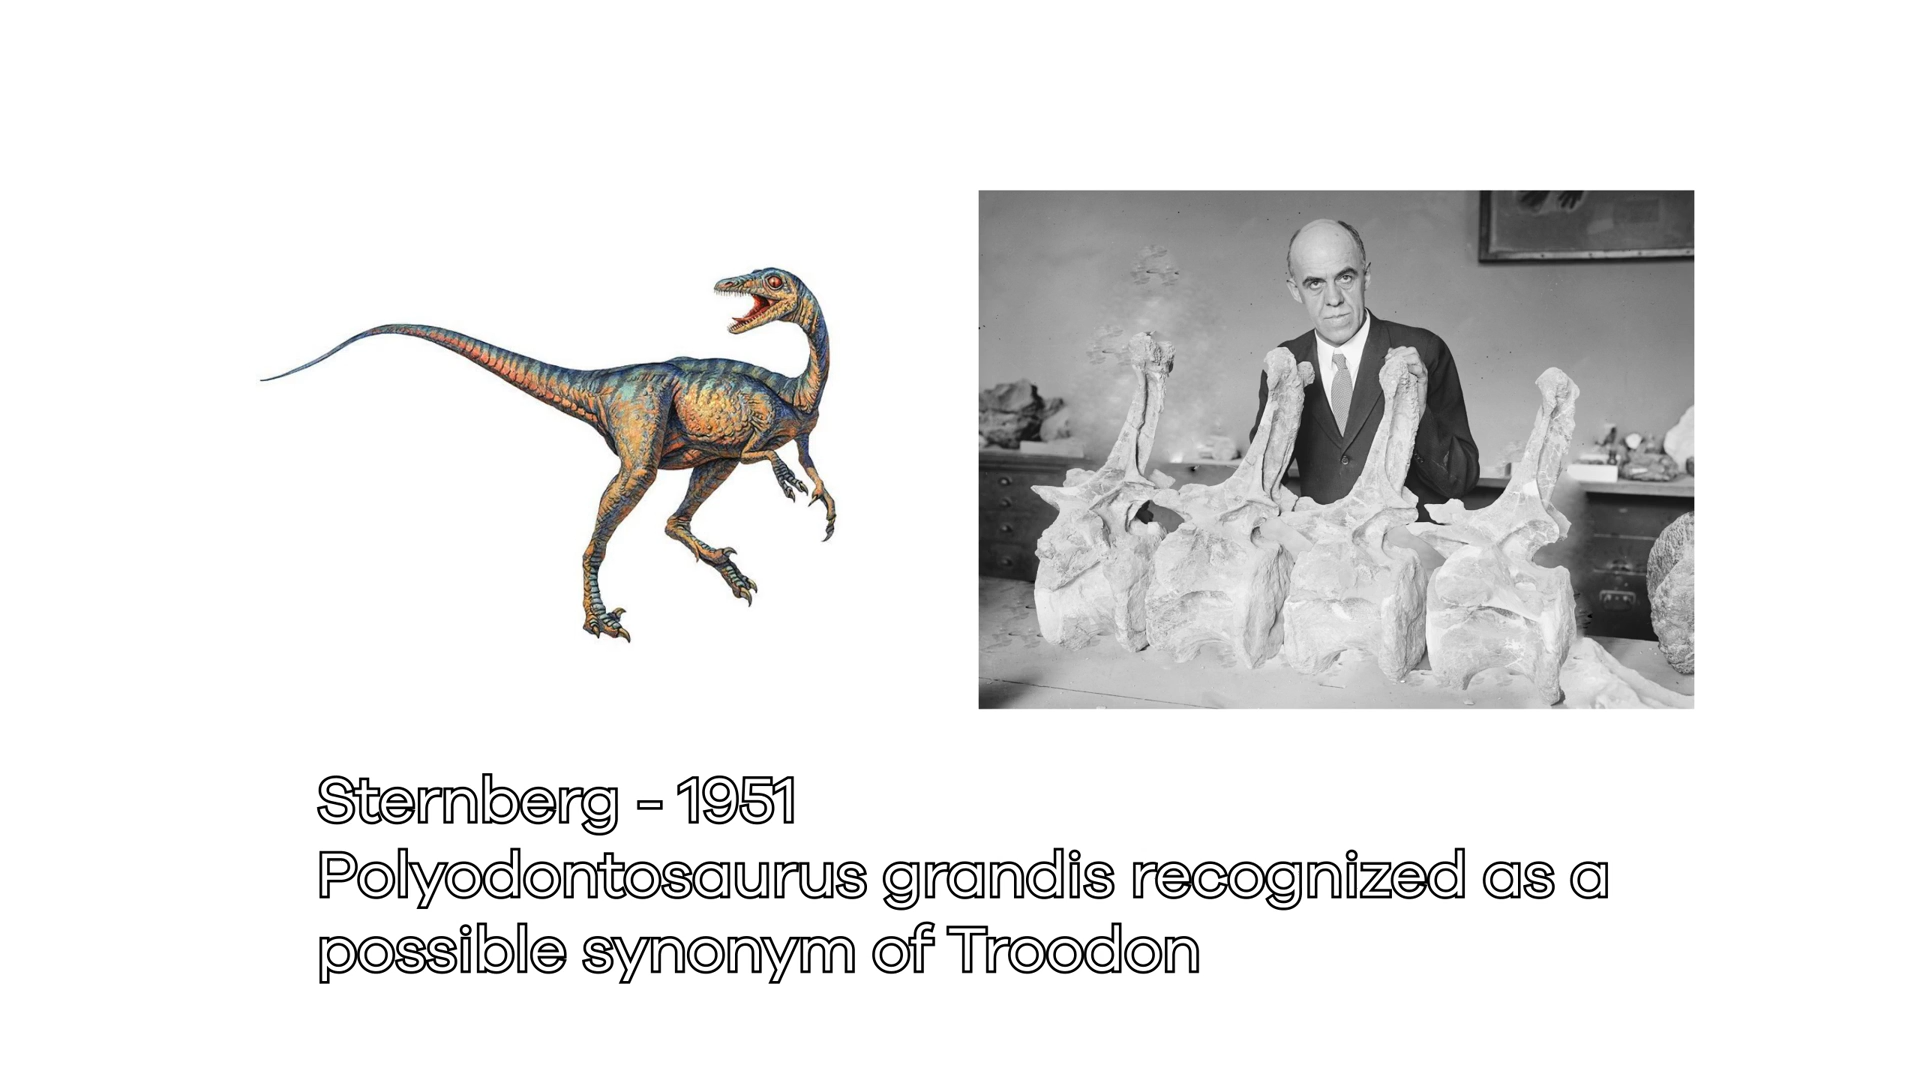 Sternberg - 1951
Polyodontosaurus grandis recognized as a
possible synonym of Troodon